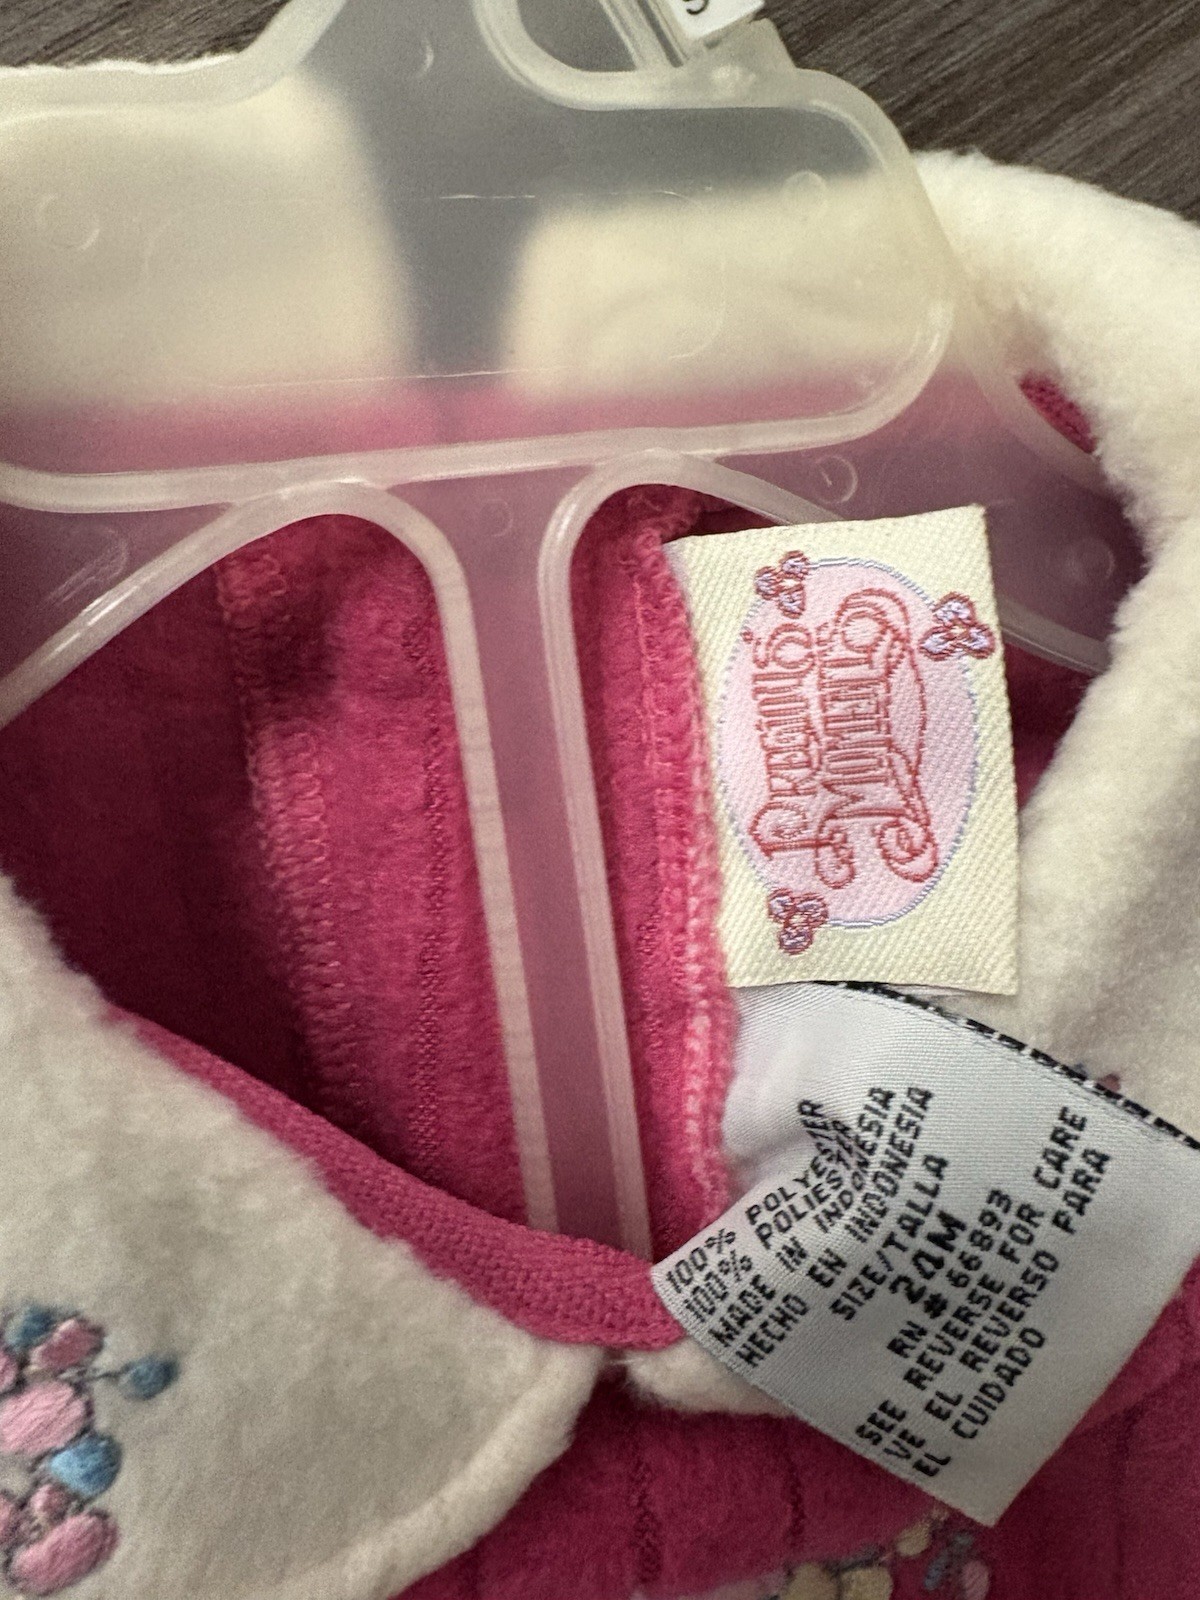 PRECIOUS
MOMENTS
100% POLYESTER
100% POLIESTER
MADE IN INDONESIA
HECHO EN INDONESIA
SIZE/TALLA
24M
RN # 66893
SEE REVERSE FOR CARE
VE EL REVERSO PARA
EL CUIDADO